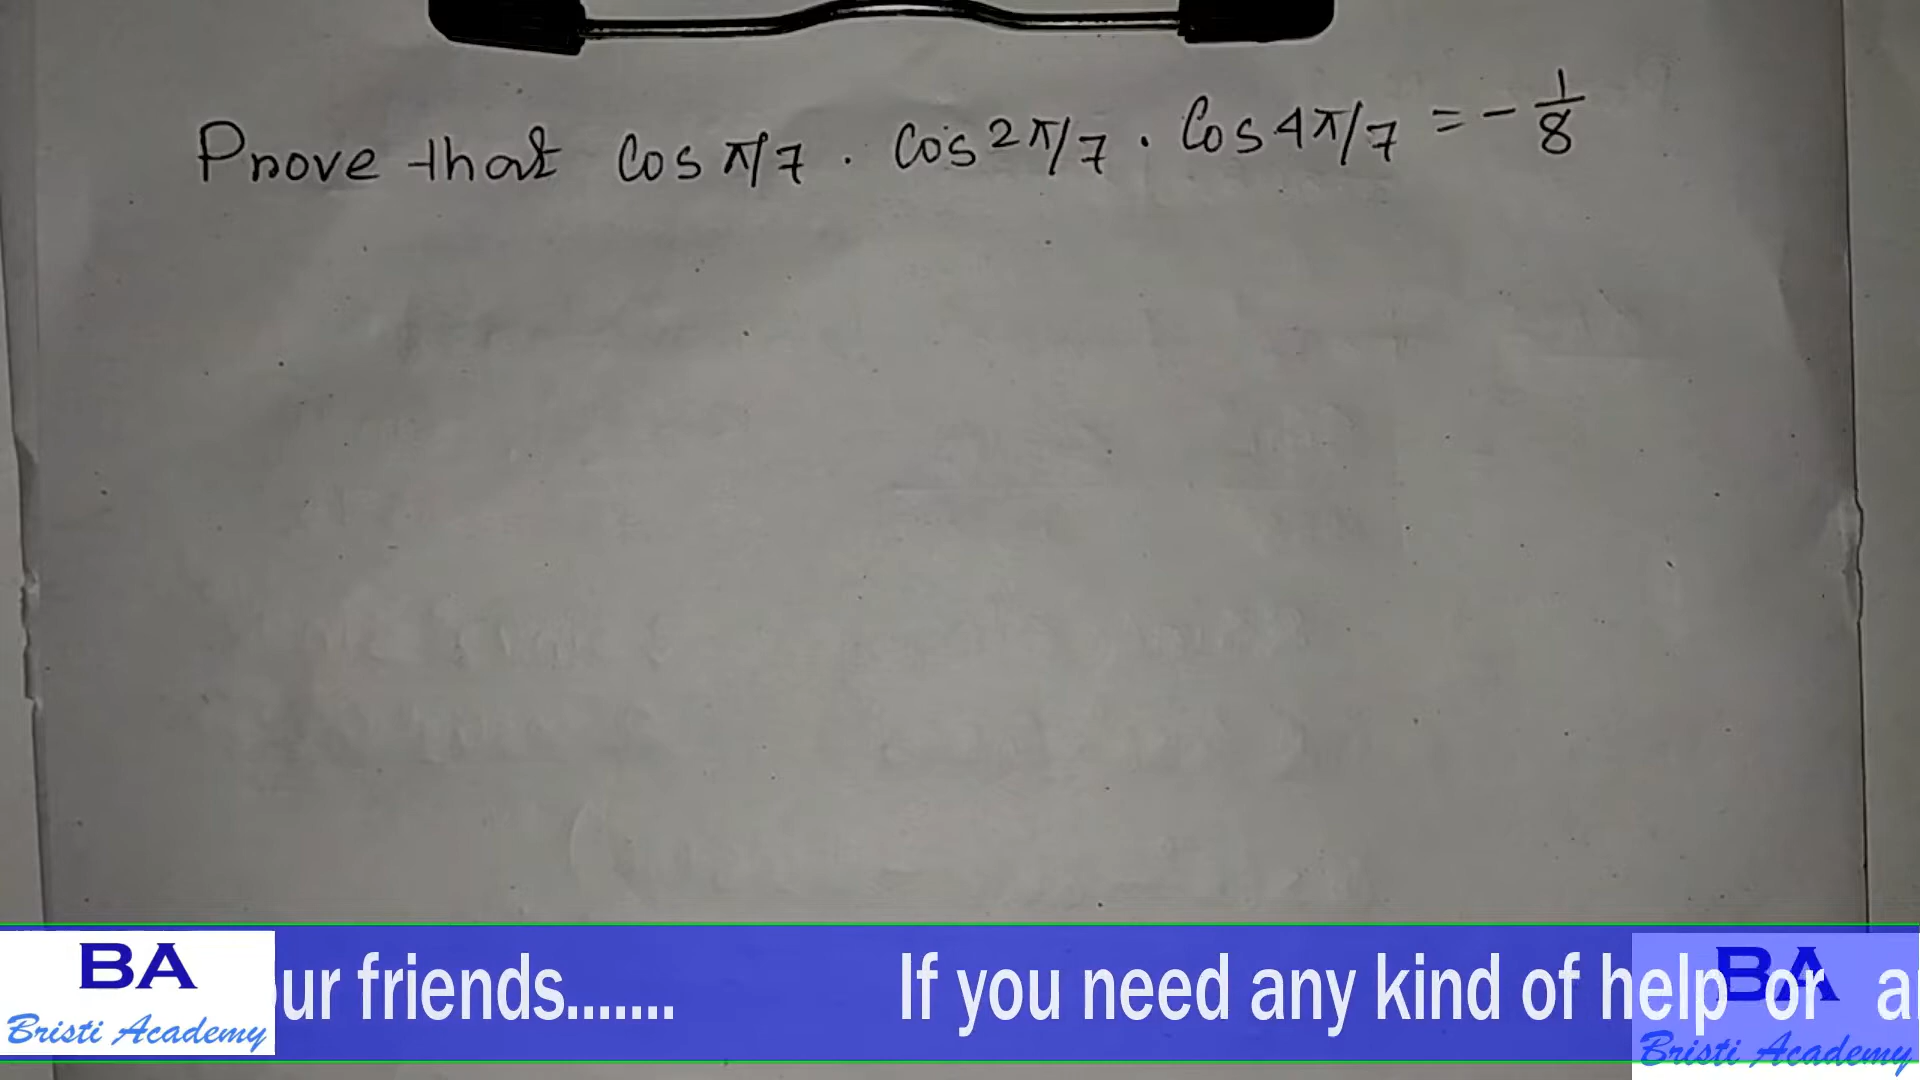 Prove that cos π/7 . cos 2π/7 . cos 4π/7 = - 1/8
BA ur friends....... If you need any kind of help or BA
Bristi Academy Bristi Academy